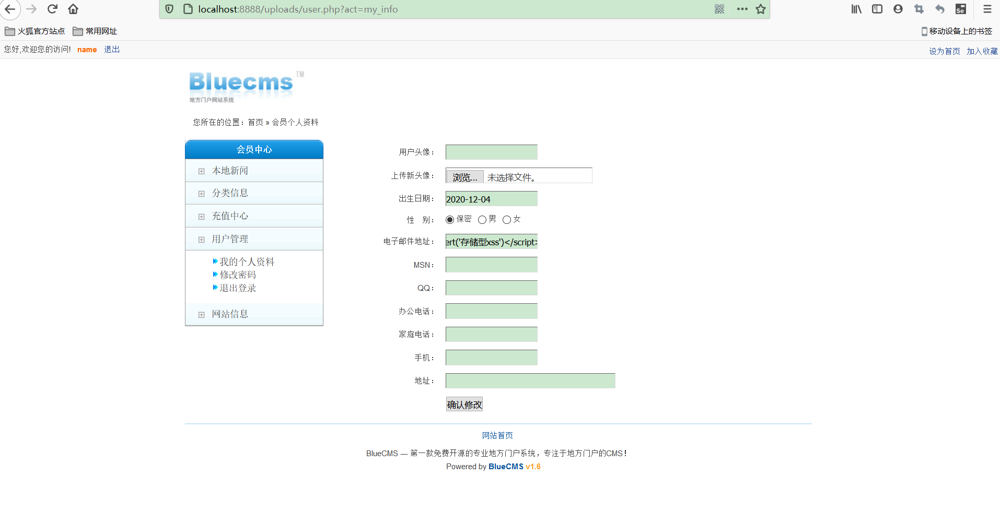 localhost:8888/uploads/user.php?act=my_info
Se
火狐官方站点 常用网址 移动设备上的书签
您好,欢迎您的访问! name 退出 设为首页 加入收藏
Bluecms TM
地方门户网站系统
您所在的位置：首页 » 会员个人资料
会员中心
本地新闻
分类信息
充值中心
用户管理
我的个人资料
修改密码
退出登录
网站信息
用户头像：
上传新头像： 浏览... 未选择文件。
出生日期： 2020-12-04
性 别： 保密 男 女
电子邮件地址： ert('存储型xss')</script>
MSN：
QQ：
办公电话：
家庭电话：
手机：
地址：
确认修改
网站首页
BlueCMS — 第一款免费开源的专业地方门户系统，专注于地方门户的CMS！
Powered by BlueCMS v1.6